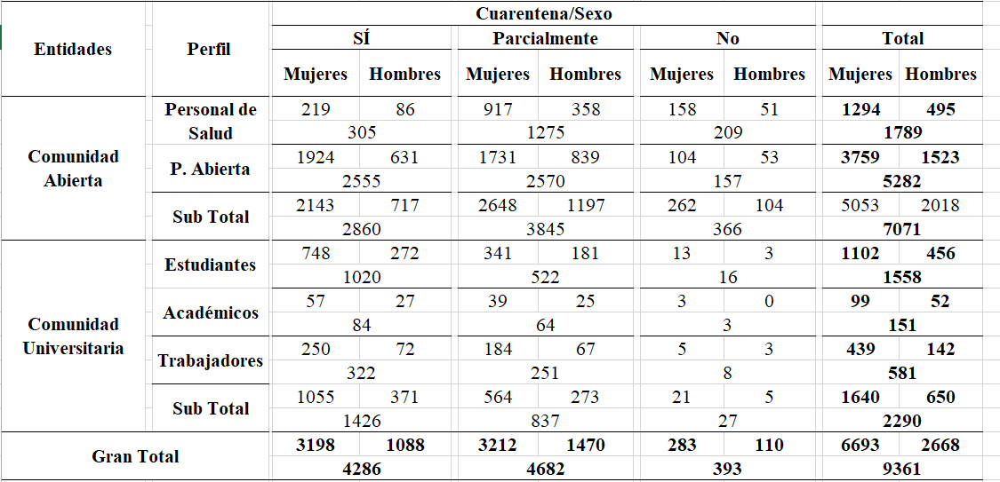 Cuarentena/Sexo
Entidades Perfil SÍ Parcialmente No Total
Mujeres Hombres Mujeres Hombres Mujeres Hombres Mujeres Hombres
Comunidad Abierta
Personal de Salud 219 86 917 358 158 51 1294 495
305 1275 209 1789
P. Abierta 1924 631 1731 839 104 53 3759 1523
2555 2570 157 5282
Sub Total 2143 717 2648 1197 262 104 5053 2018
2860 3845 366 7071
Comunidad Universitaria
Estudiantes 748 272 341 181 13 3 1102 456
1020 522 16 1558
Académicos 57 27 39 25 3 0 99 52
84 64 3 151
Trabajadores 250 72 184 67 5 3 439 142
322 251 8 581
Sub Total 1055 371 564 273 21 5 1640 650
1426 837 27 2290
Gran Total 3198 1088 3212 1470 283 110 6693 2668
4286 4682 393 9361